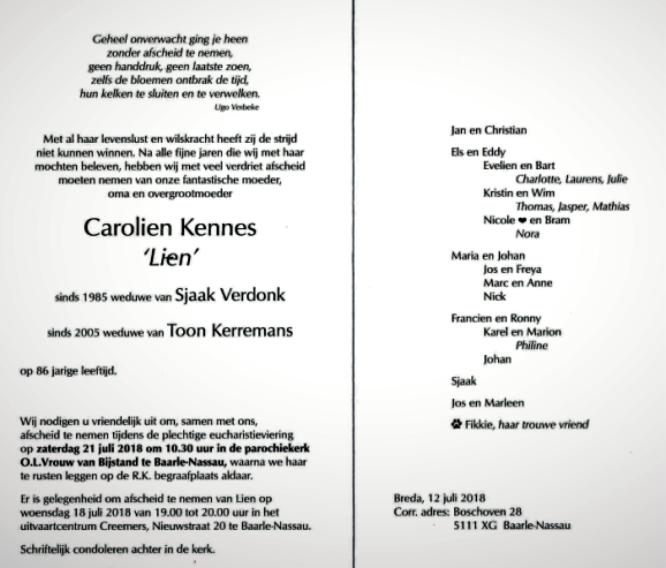 Geheel onverwacht ging je heen
zonder afscheid te nemen,
geen handdruk, geen laatste zoen,
zelfs de bloemen ontbrak de tijd,
hun kelken te sluiten en te verwelken.
Ugo Verbeke
Met al haar levenslust en wilskracht heeft zij de strijd
niet kunnen winnen. Na alle fijne jaren die wij met haar
mochten beleven, hebben wij met veel verdriet afscheid
moeten nemen van onze fantastische moeder,
oma en overgrootmoeder
Carolien Kennes
‘Lien’
sinds 1985 weduwe van Sjaak Verdonk
sinds 2005 weduwe van Toon Kerremans
op 86 jarige leeftijd.
Wij nodigen u vriendelijk uit om, samen met ons,
afscheid te nemen tijdens de plechtige eucharistieviering
op zaterdag 21 juli 2018 om 10.30 uur in de parochiekerk
O.L.Vrouw van Bijstand te Baarle-Nassau, waarna we haar
te rusten leggen op de R.K. begraafplaats aldaar.
Er is gelegenheid om afscheid te nemen van Lien op
woensdag 18 juli 2018 van 19.00 tot 20.00 uur in het
uitvaartcentrum Creemers, Nieuwstraat 20 te Baarle-Nassau.
Schriftelijk condoleren achter in de kerk.
Jan en Christian
Els en Eddy
Evelien en Bart
Charlotte, Laurens, Julie
Kristin en Wim
Thomas, Jasper, Mathias
Nicole ❤ en Bram
Nora
Maria en Johan
Jos en Freya
Marc en Anne
Nick
Francien en Ronny
Karel en Marion
Philine
Johan
Sjaak
Jos en Marleen
🐾 Fikkie, haar trouwe vriend
Breda, 12 juli 2018
Corr. adres: Boschoven 28
5111 XG Baarle-Nassau